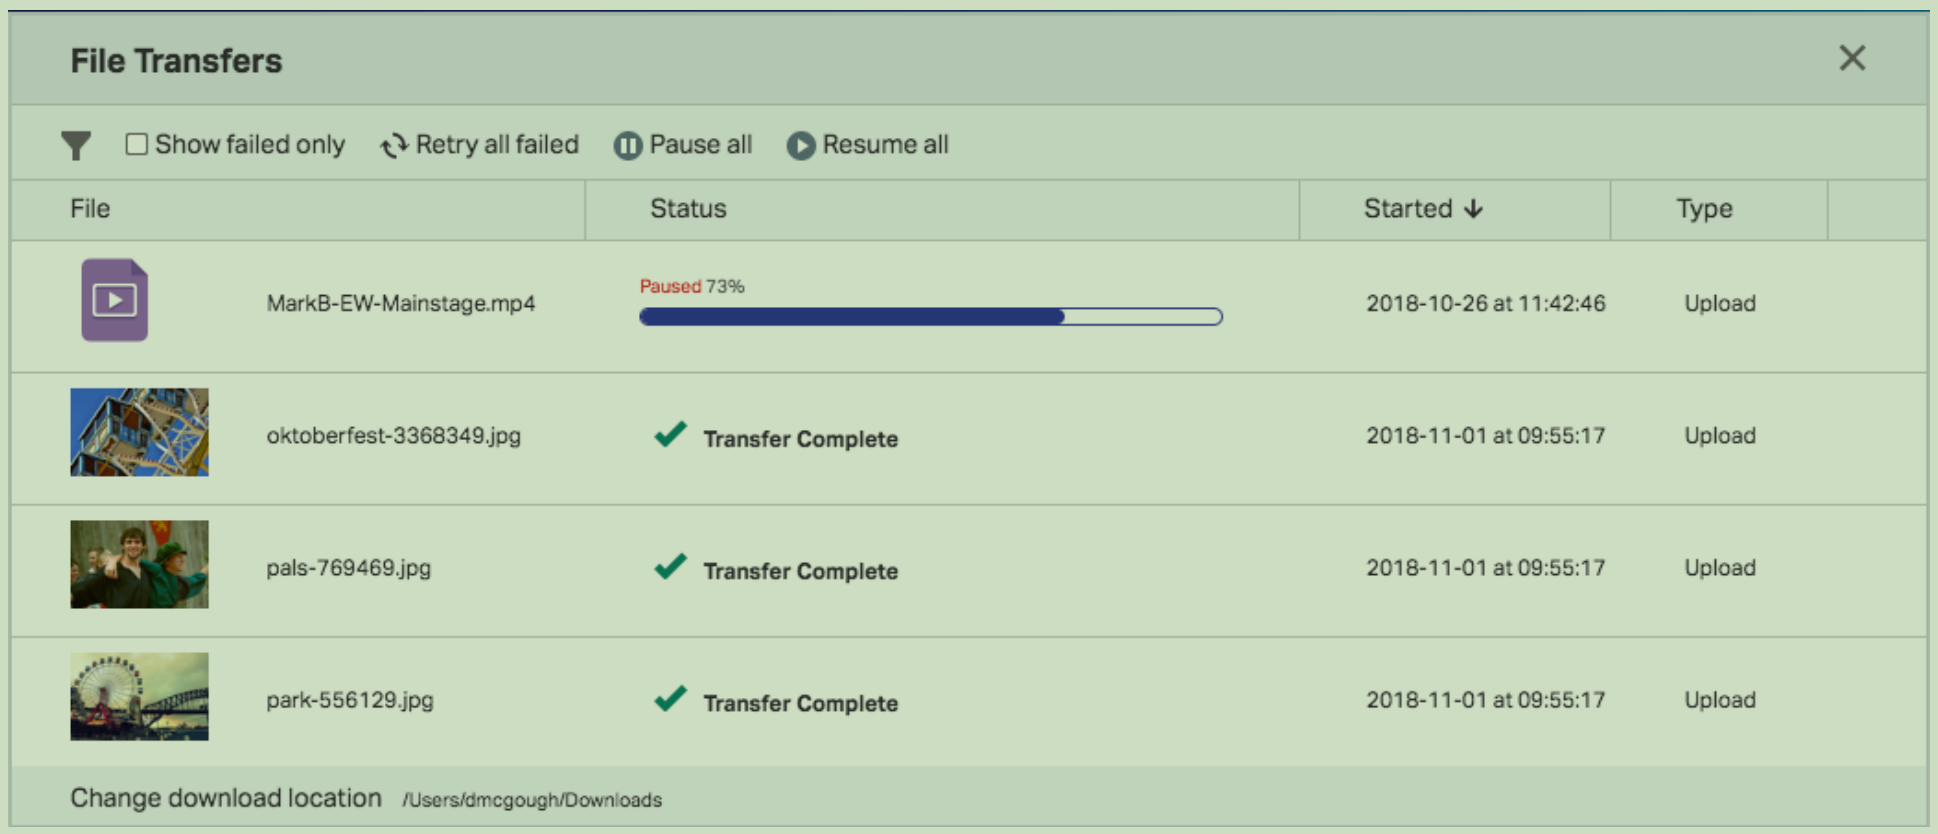 File Transfers
Show failed only Retry all failed Pause all Resume all
File Status Started Type
MarkB-EW-Mainstage.mp4 Paused 73% 2018-10-26 at 11:42:46 Upload
oktoberfest-3368349.jpg Transfer Complete 2018-11-01 at 09:55:17 Upload
pals-769469.jpg Transfer Complete 2018-11-01 at 09:55:17 Upload
park-556129.jpg Transfer Complete 2018-11-01 at 09:55:17 Upload
Change download location /Users/dmcgough/Downloads